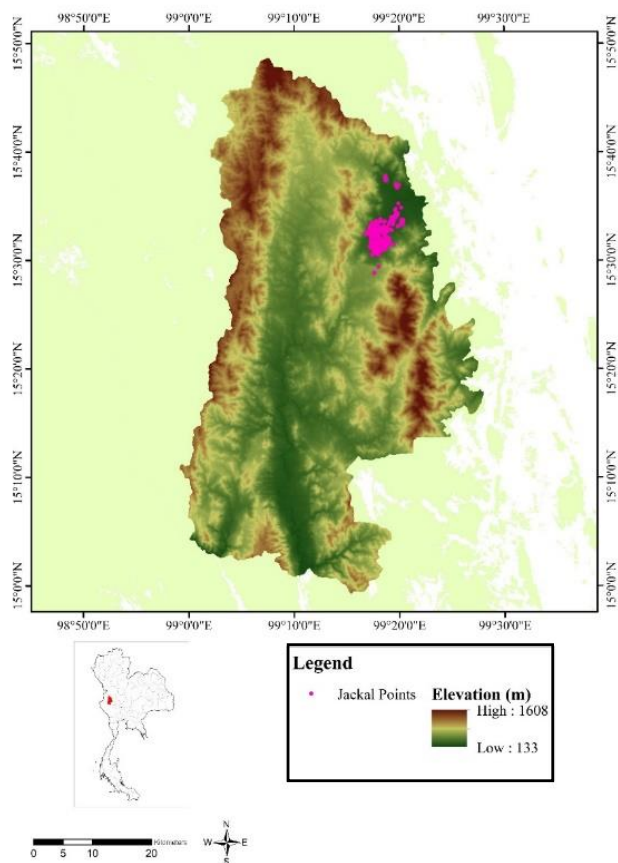 98°50'0"E 99°0'0"E 99°10'0"E 99°20'0"E 99°30'0"E
15°50'0"N 15°50'0"N
15°40'0"N 15°40'0"N
15°30'0"N 15°30'0"N
15°20'0"N 15°20'0"N
15°10'0"N 15°10'0"N
15°0'0"N 15°0'0"N
98°50'0"E 99°0'0"E 99°10'0"E 99°20'0"E 99°30'0"E
Legend
Jackal Points Elevation (m)
High : 1608
Low : 133
Kilometers
0 5 10 20
N
W E
S